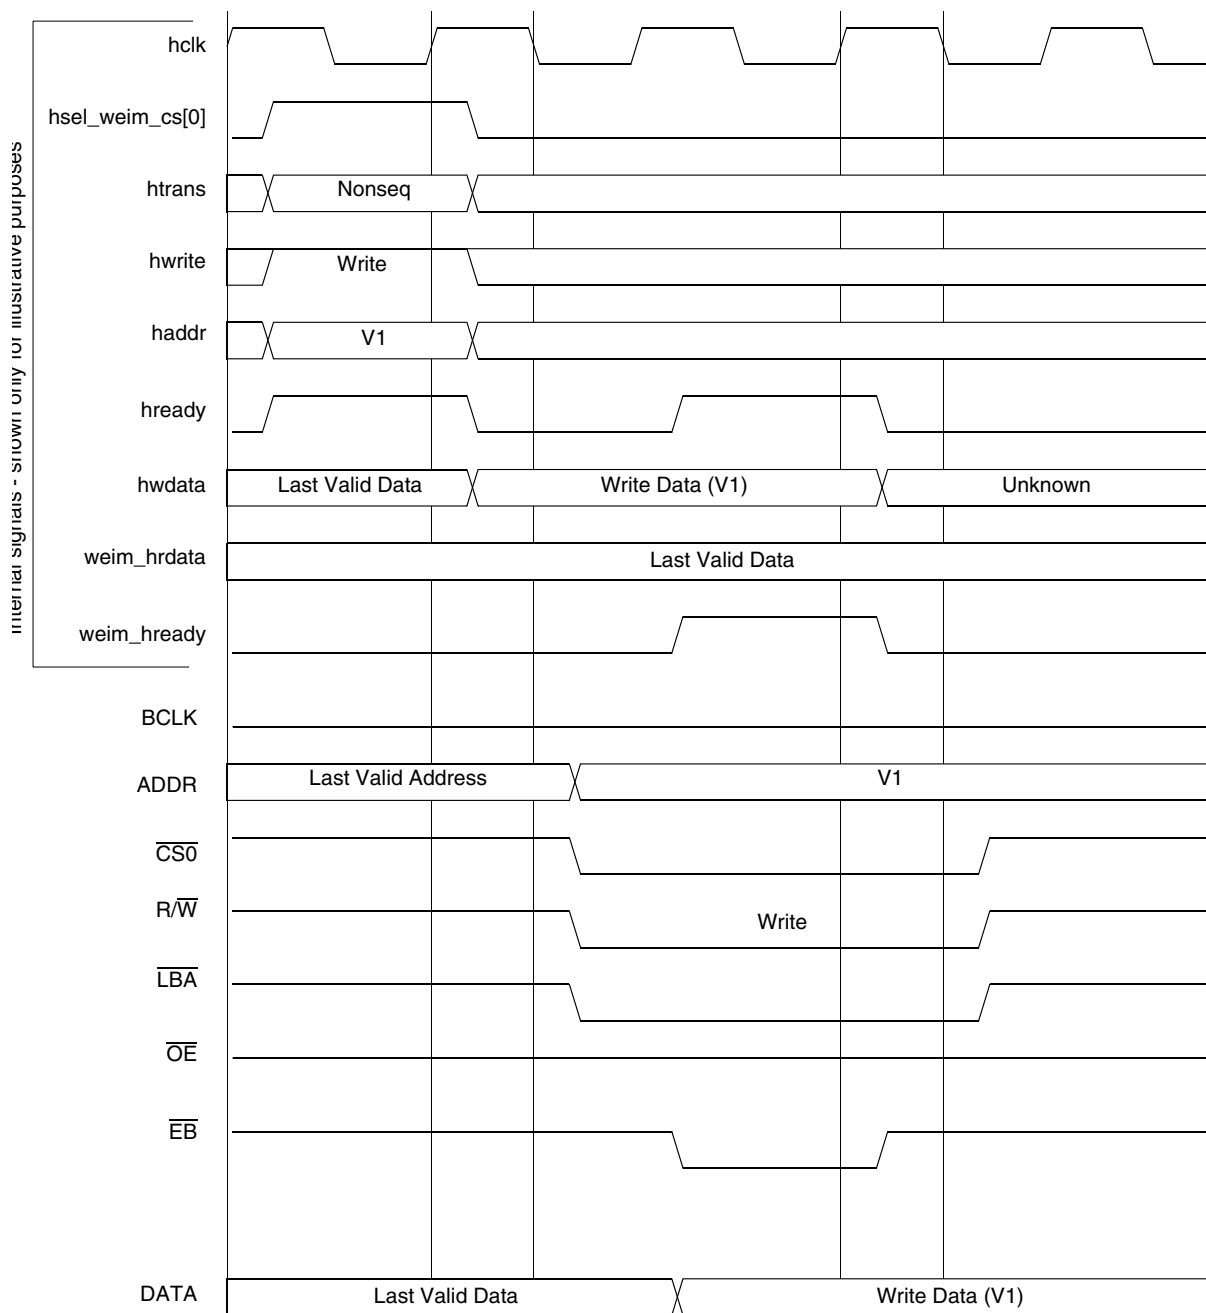 Internal signals - shown only for illustrative purposes
hclk
hsel_weim_cs[0]
htrans
Nonseq
hwrite
Write
haddr
V1
hready
hwdata
Last Valid Data
Write Data (V1)
Unknown
weim_hrdata
Last Valid Data
weim_hready
BCLK
ADDR
Last Valid Address
V1
CS0
R/W
Write
LBA
OE
EB
DATA
Last Valid Data
Write Data (V1)